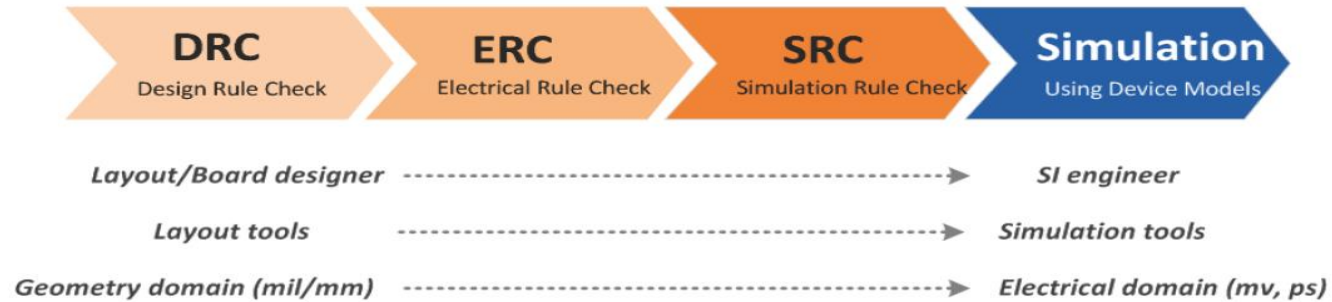 DRC
Design Rule Check
ERC
Electrical Rule Check
SRC
Simulation Rule Check
Simulation
Using Device Models
Layout/Board designer
SI engineer
Layout tools
Simulation tools
Geometry domain (mil/mm)
Electrical domain (mv, ps)